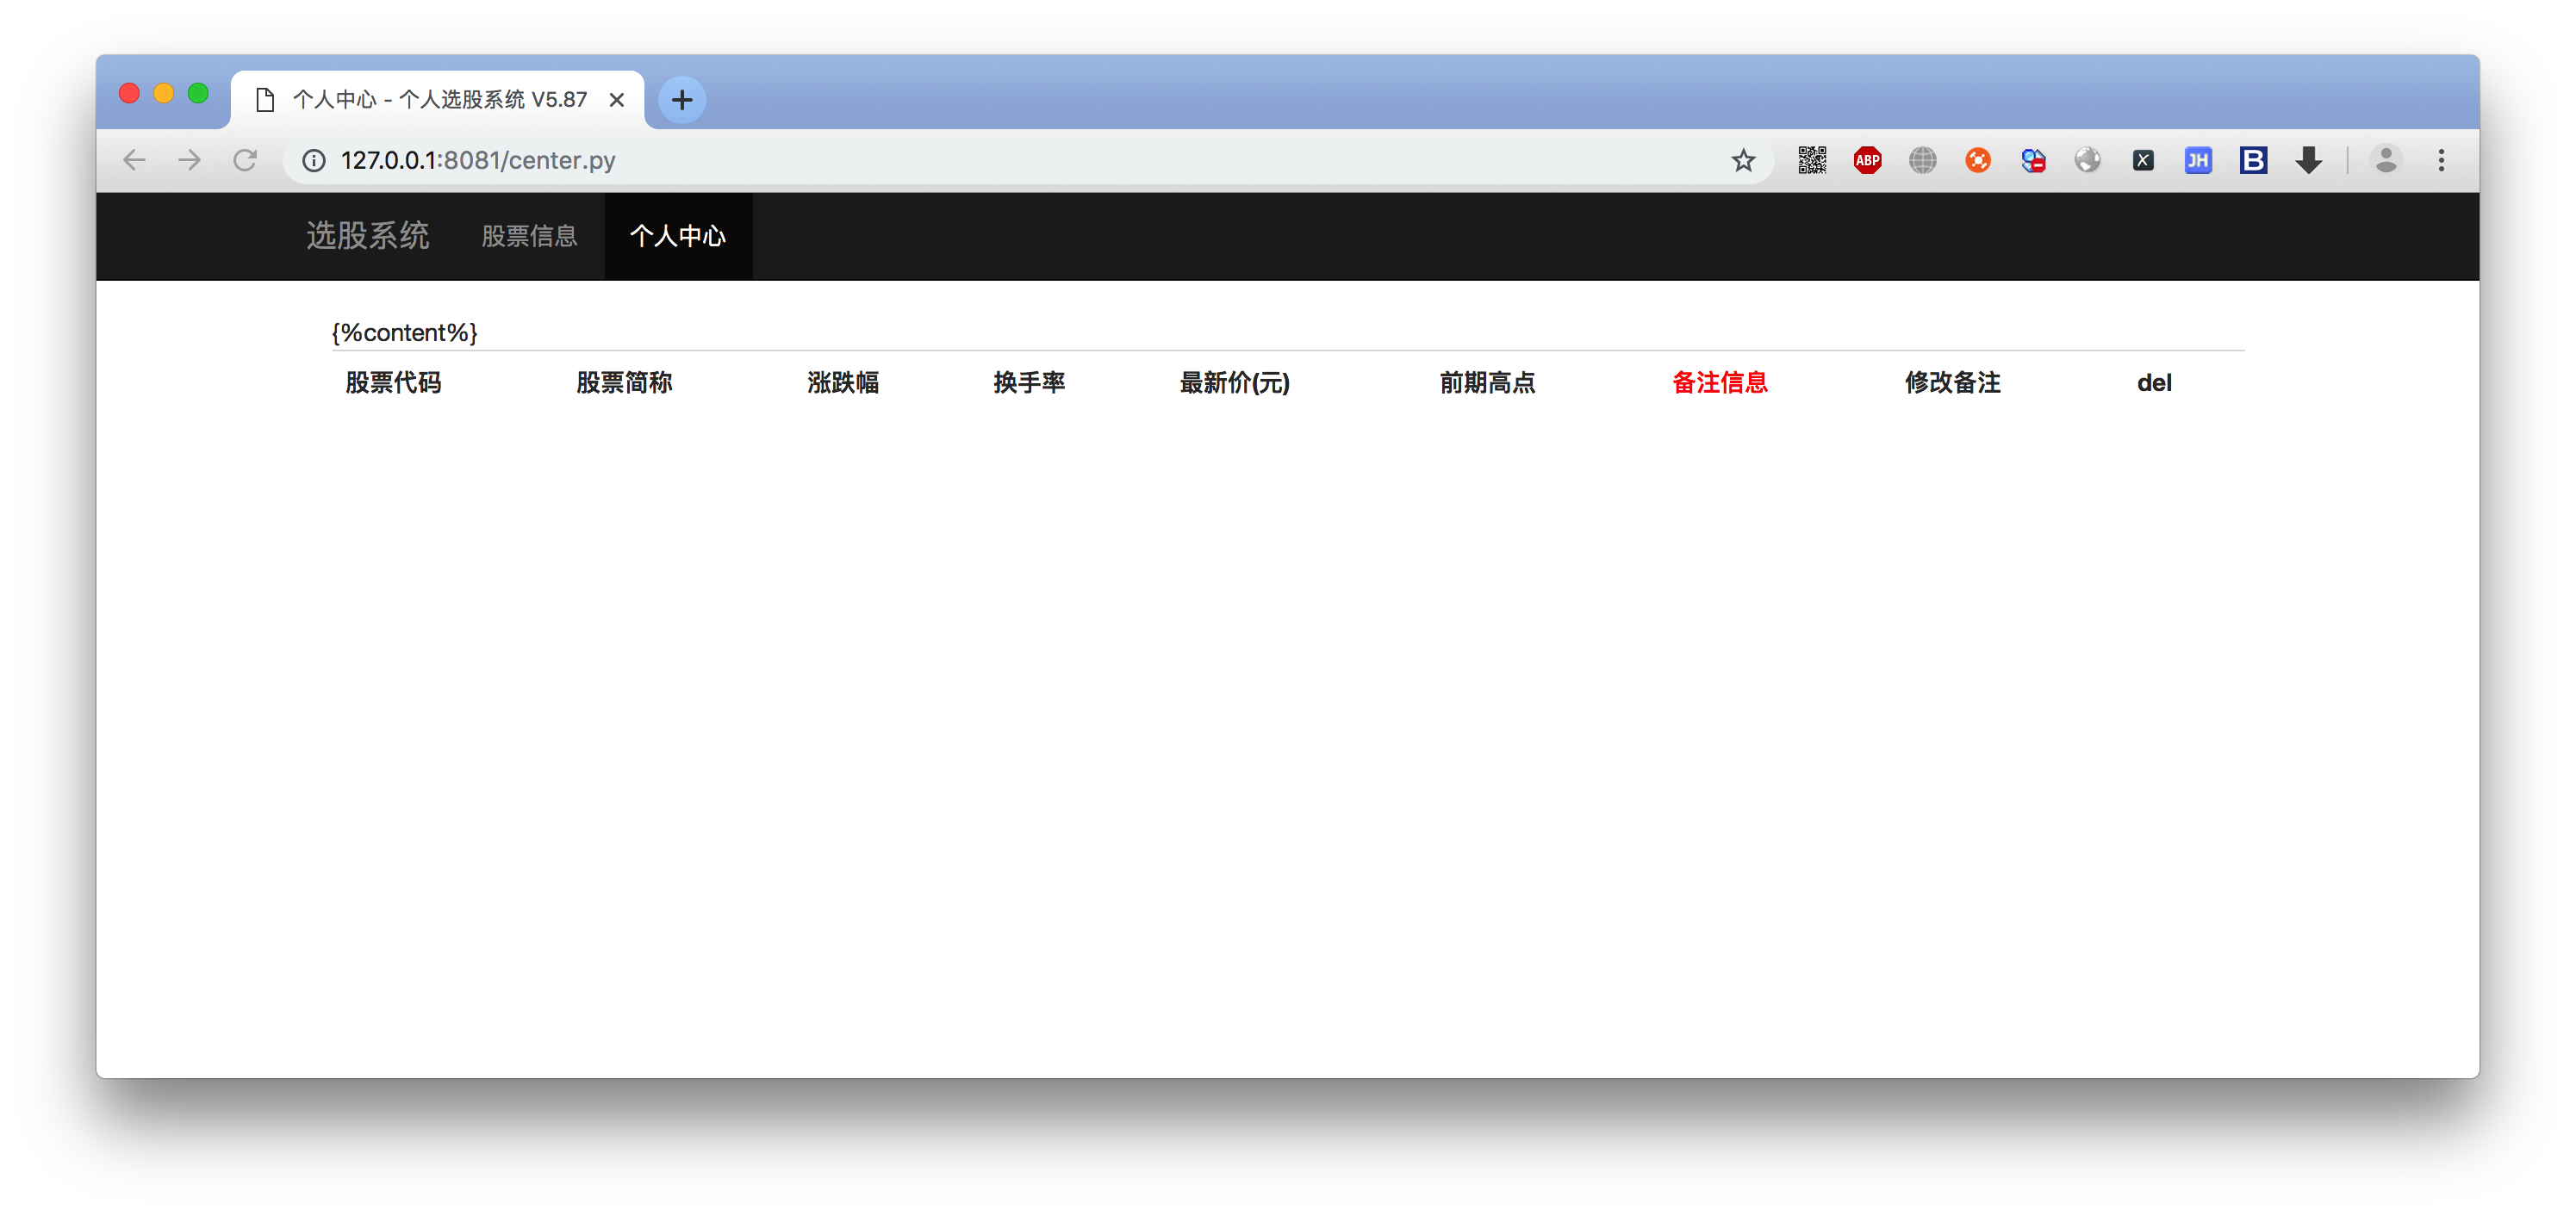 个人中心 - 个人选股系统 V5.87
127.0.0.1:8081/center.py
ABP
X
JH
B
选股系统 股票信息 个人中心
{%content%}
股票代码 股票简称 涨跌幅 换手率 最新价(元) 前期高点 备注信息 修改备注 del